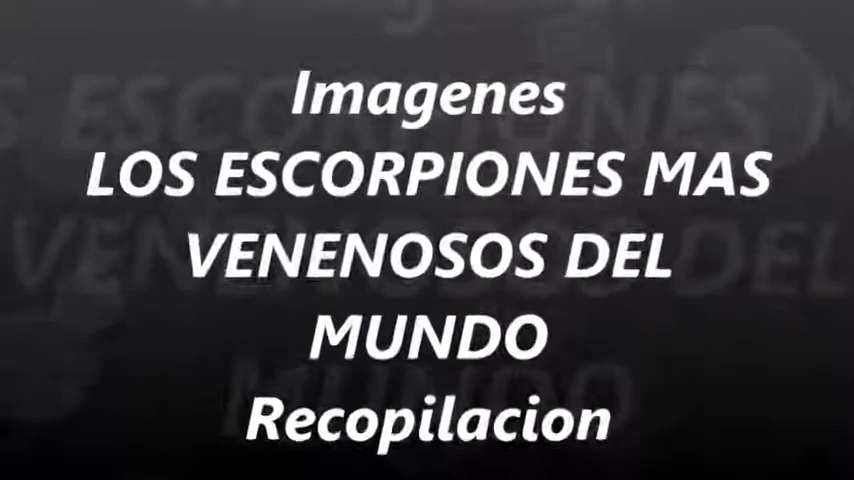 Imagenes
LOS ESCORPIONES MAS
VENENOSOS DEL
MUNDO
Recopilacion